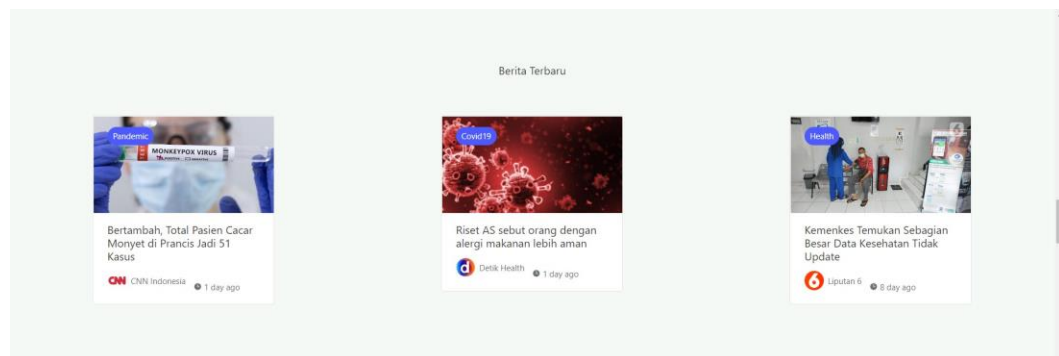 Berita Terbaru
Pandemic
MONKEYPOX VIRUS
Bertambah, Total Pasien Cacar
Monyet di Prancis Jadi 51
Kasus
CNN CNN Indonesia 1 day ago
Covid19
Riset AS sebut orang dengan
alergi makanan lebih aman
d Detik Health 1 day ago
Health
Kemenkes Temukan Sebagian
Besar Data Kesehatan Tidak
Update
6 Liputan 6 8 day ago